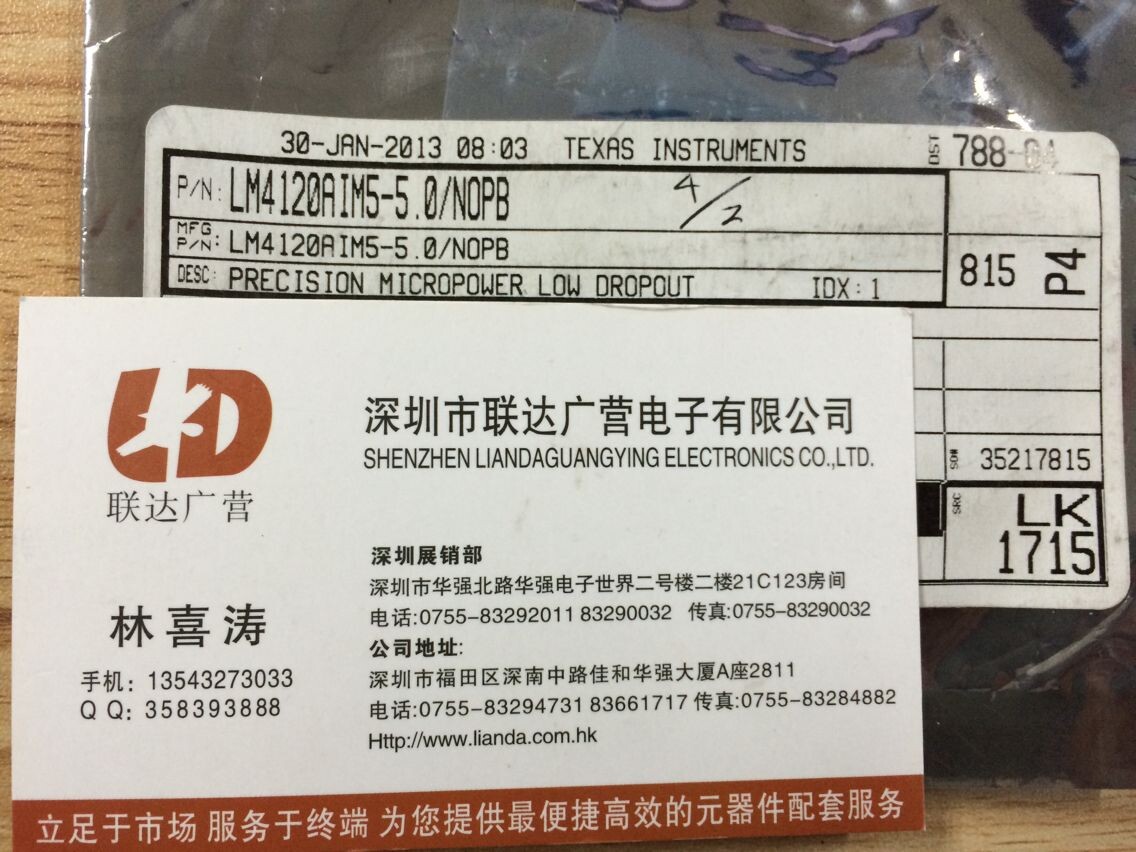 30-JAN-2013 08:03 TEXAS INSTRUMENTS
DIST 788-04
P/N: LM4120AIM5-5.0/NOPB
4/2
MFG P/N: LM4120AIM5-5.0/NOPB
DESC: PRECISION MICROPOWER LOW DROPOUT IDX: 1
815 P4
35217815
SRC LK
1715
联达广营
深圳市联达广营电子有限公司
SHENZHEN LIANDAGUANGYING ELECTRONICS CO.,LTD.
林喜涛
手机: 13543273033
Q Q: 358393888
深圳展销部
深圳市华强北路华强电子世界二号楼二楼21C123房间
电话:0755-83292011 83290032 传真:0755-83290032
公司地址:
深圳市福田区深南中路佳和华强大厦A座2811
电话:0755-83294731 83661717 传真:0755-83284882
Http://www.lianda.com.hk
立足于市场 服务于终端 为您提供最便捷高效的元器件配套服务